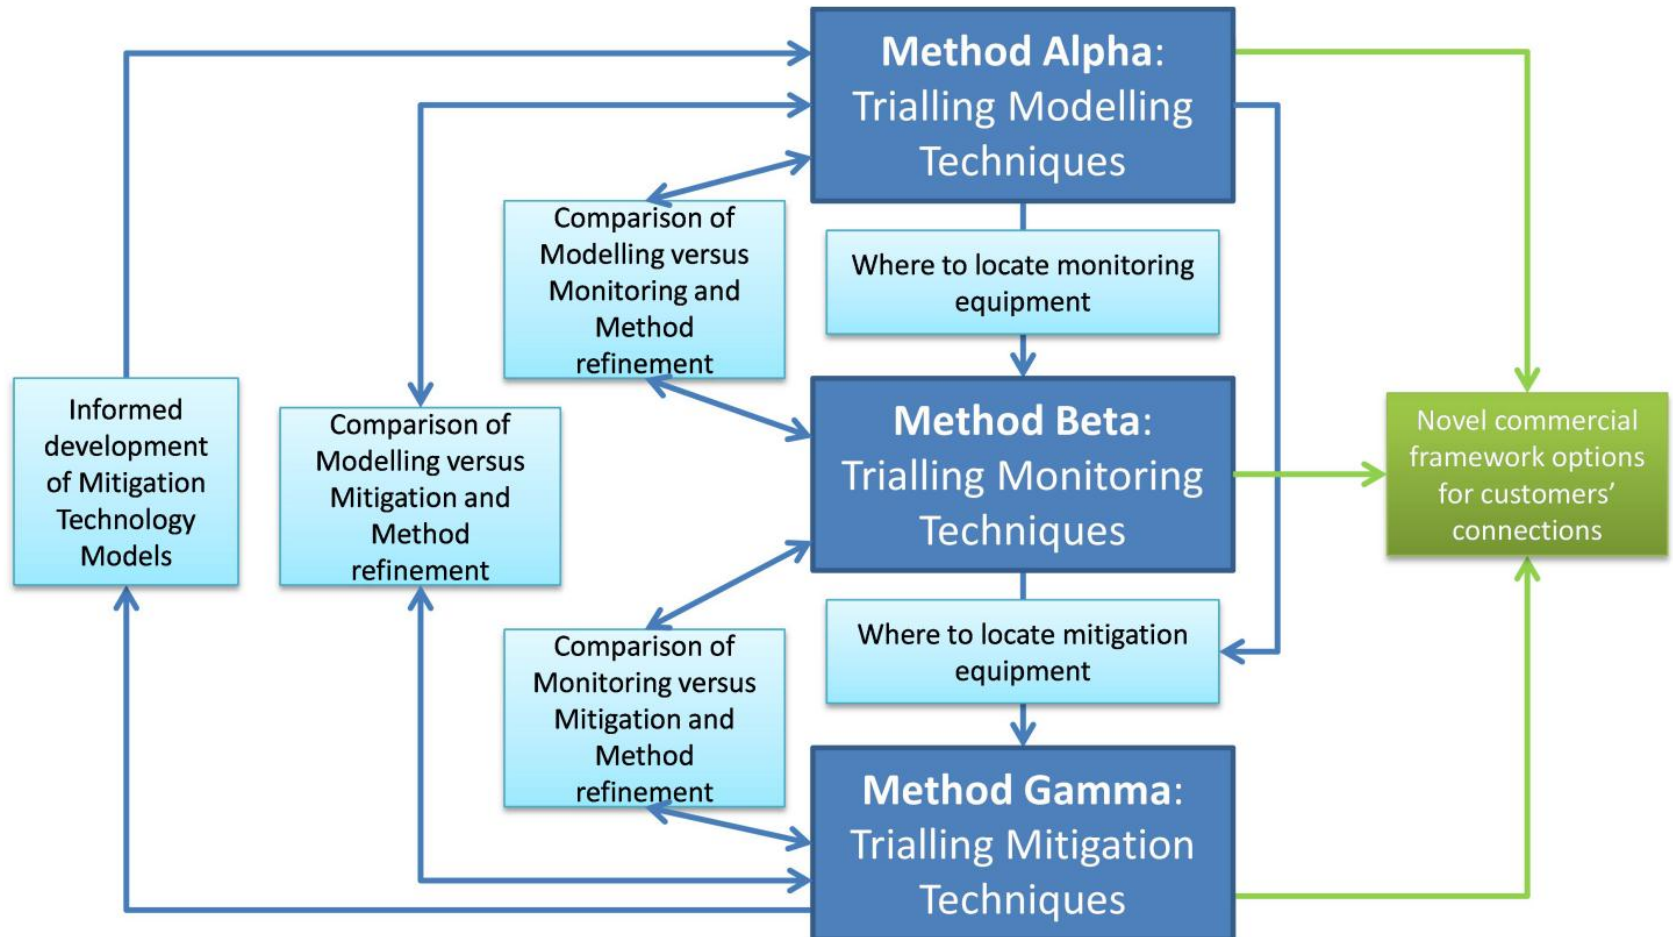 Method Alpha:
Trialling Modelling
Techniques
Comparison of
Modelling versus
Monitoring and
Method
refinement
Where to locate monitoring
equipment
Informed
development
of Mitigation
Technology
Models
Comparison of
Modelling versus
Mitigation and
Method
refinement
Method Beta:
Trialling Monitoring
Techniques
Novel commercial
framework options
for customers’
connections
Comparison of
Monitoring versus
Mitigation and
Method
refinement
Where to locate mitigation
equipment
Method Gamma:
Trialling Mitigation
Techniques